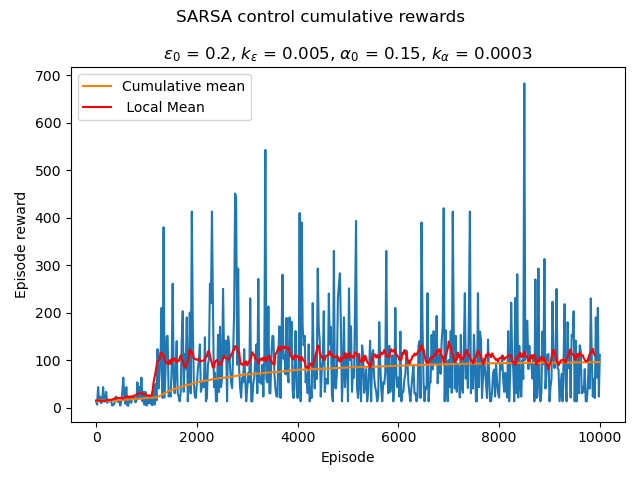 SARSA control cumulative rewards
ε₀ = 0.2, kε = 0.005, α₀ = 0.15, kα = 0.0003
700
600
500
400
300
200
100
0
Episode reward
Cumulative mean
Local Mean
0 2000 4000 6000 8000 10000
Episode